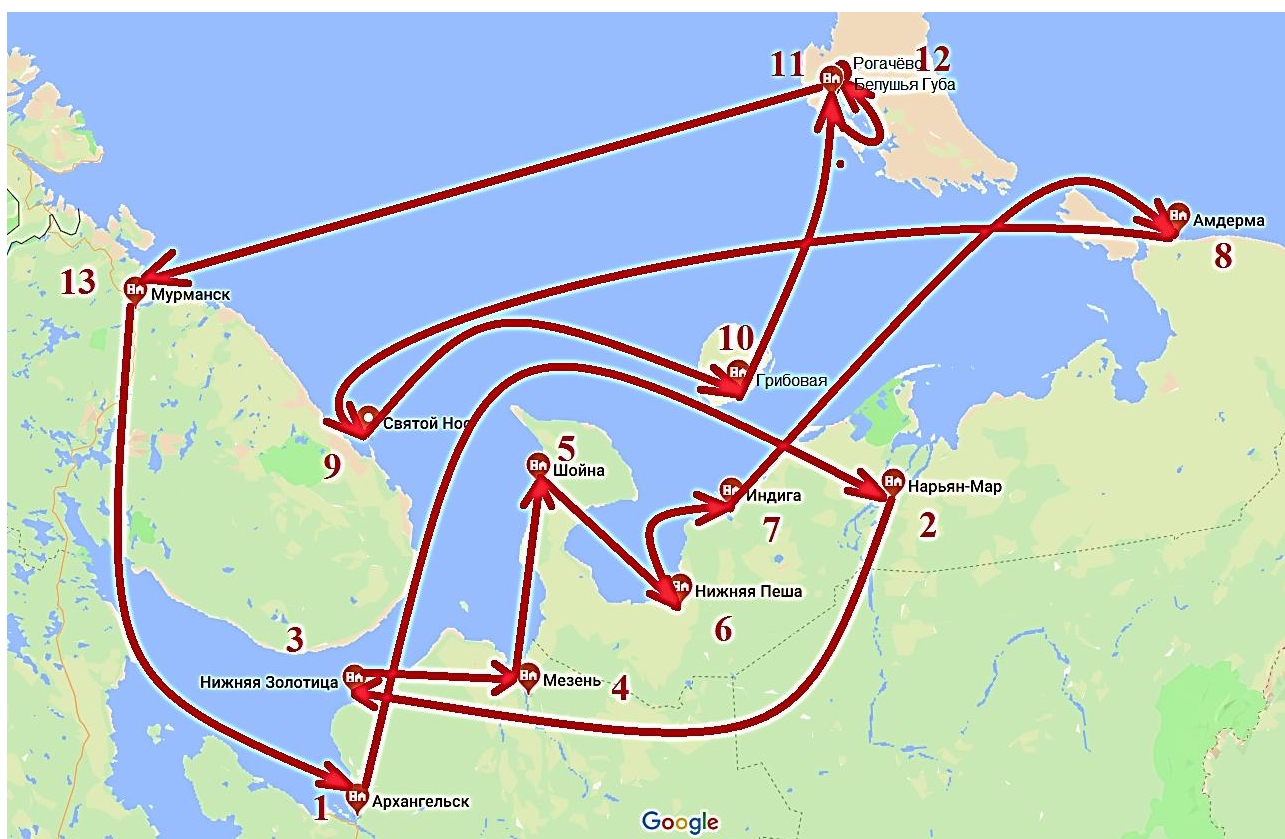 11
Рогачёво
12
Белушья Губа
Амдерма
8
13
Мурманск
10
Грибовая
Святой Нос
9
5
Шойна
Индига
7
Нарьян-Мар
2
Нижняя Пеша
6
3
Нижняя Золотица
Мезень
4
1
Архангельск
Google